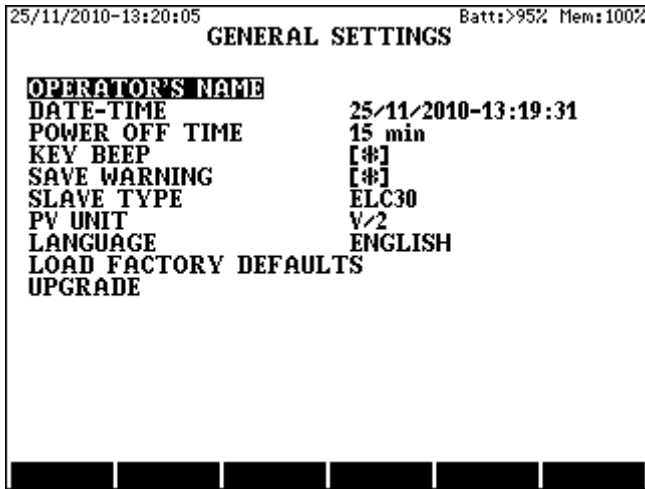 25/11/2010-13:20:05 Batt:>95% Mem:100%
GENERAL SETTINGS
OPERATOR'S NAME
DATE-TIME 25/11/2010-13:19:31
POWER OFF TIME 15 min
KEY BEEP [*]
SAVE WARNING [*]
SLAVE TYPE ELC30
PV UNIT V/2
LANGUAGE ENGLISH
LOAD FACTORY DEFAULTS
UPGRADE